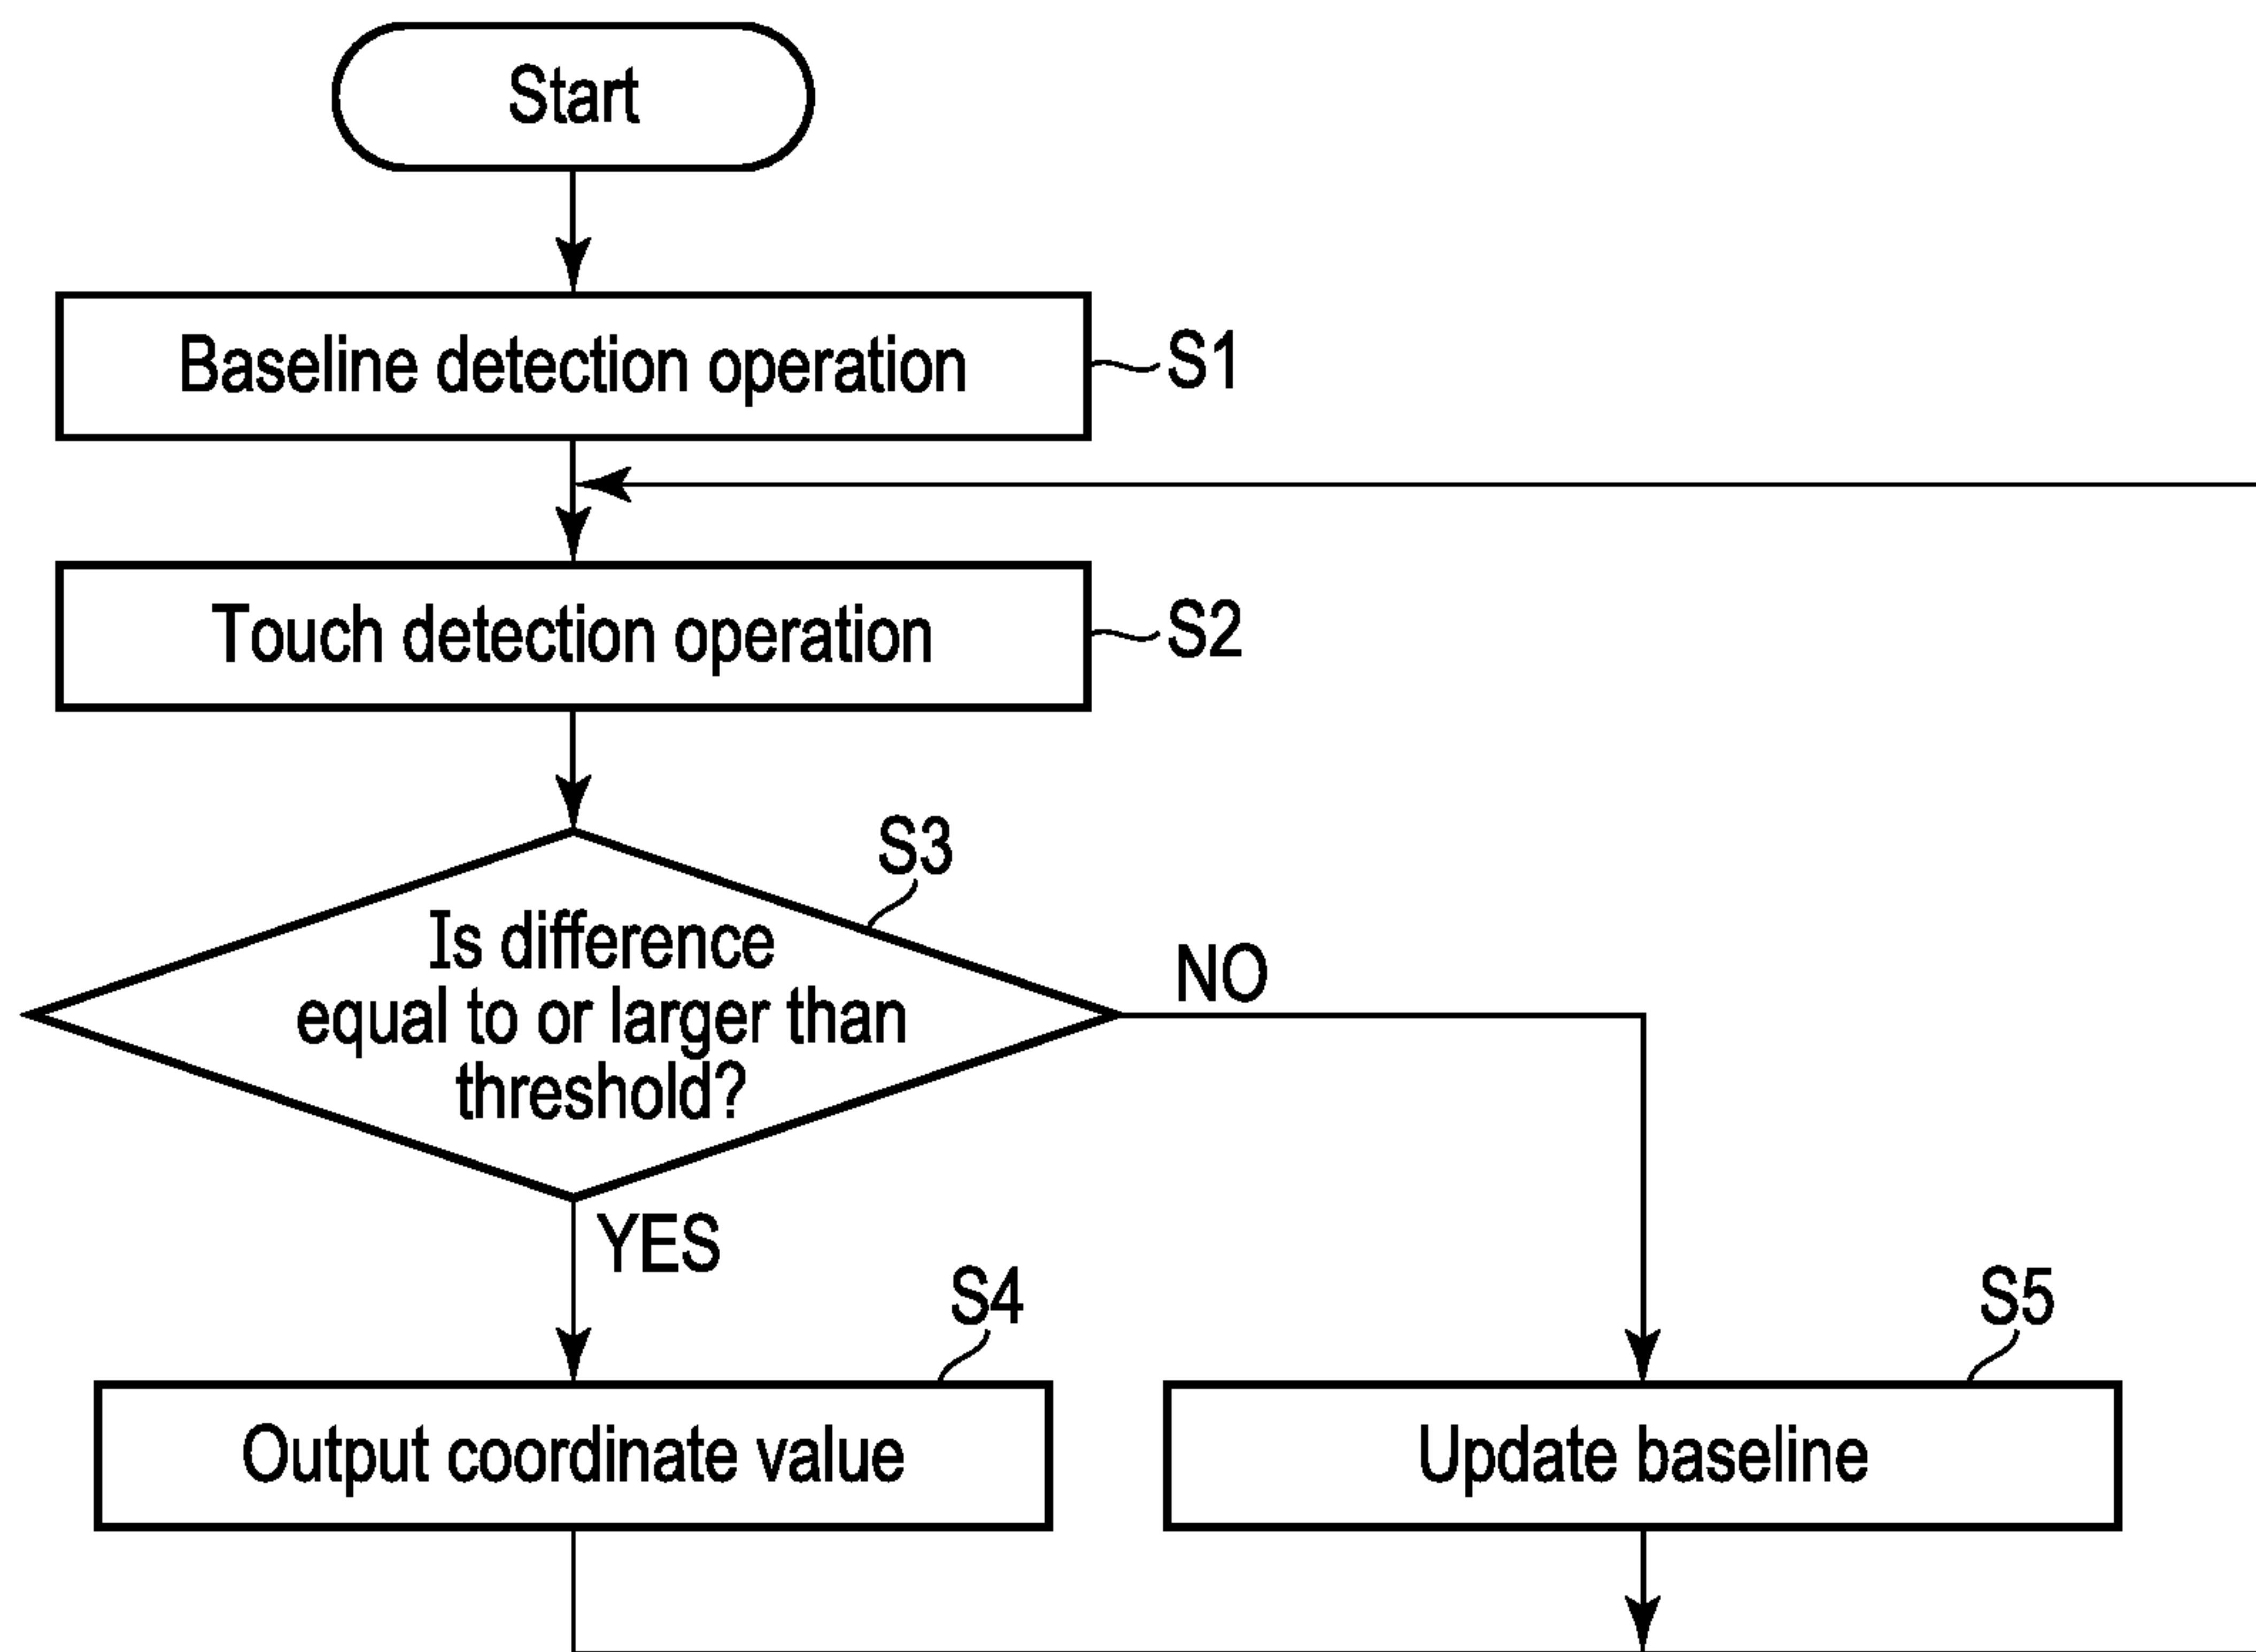 Start
Baseline detection operation
S1
Touch detection operation
S2
S3
Is difference
equal to or larger than
threshold?
NO
YES
S4
S5
Output coordinate value
Update baseline